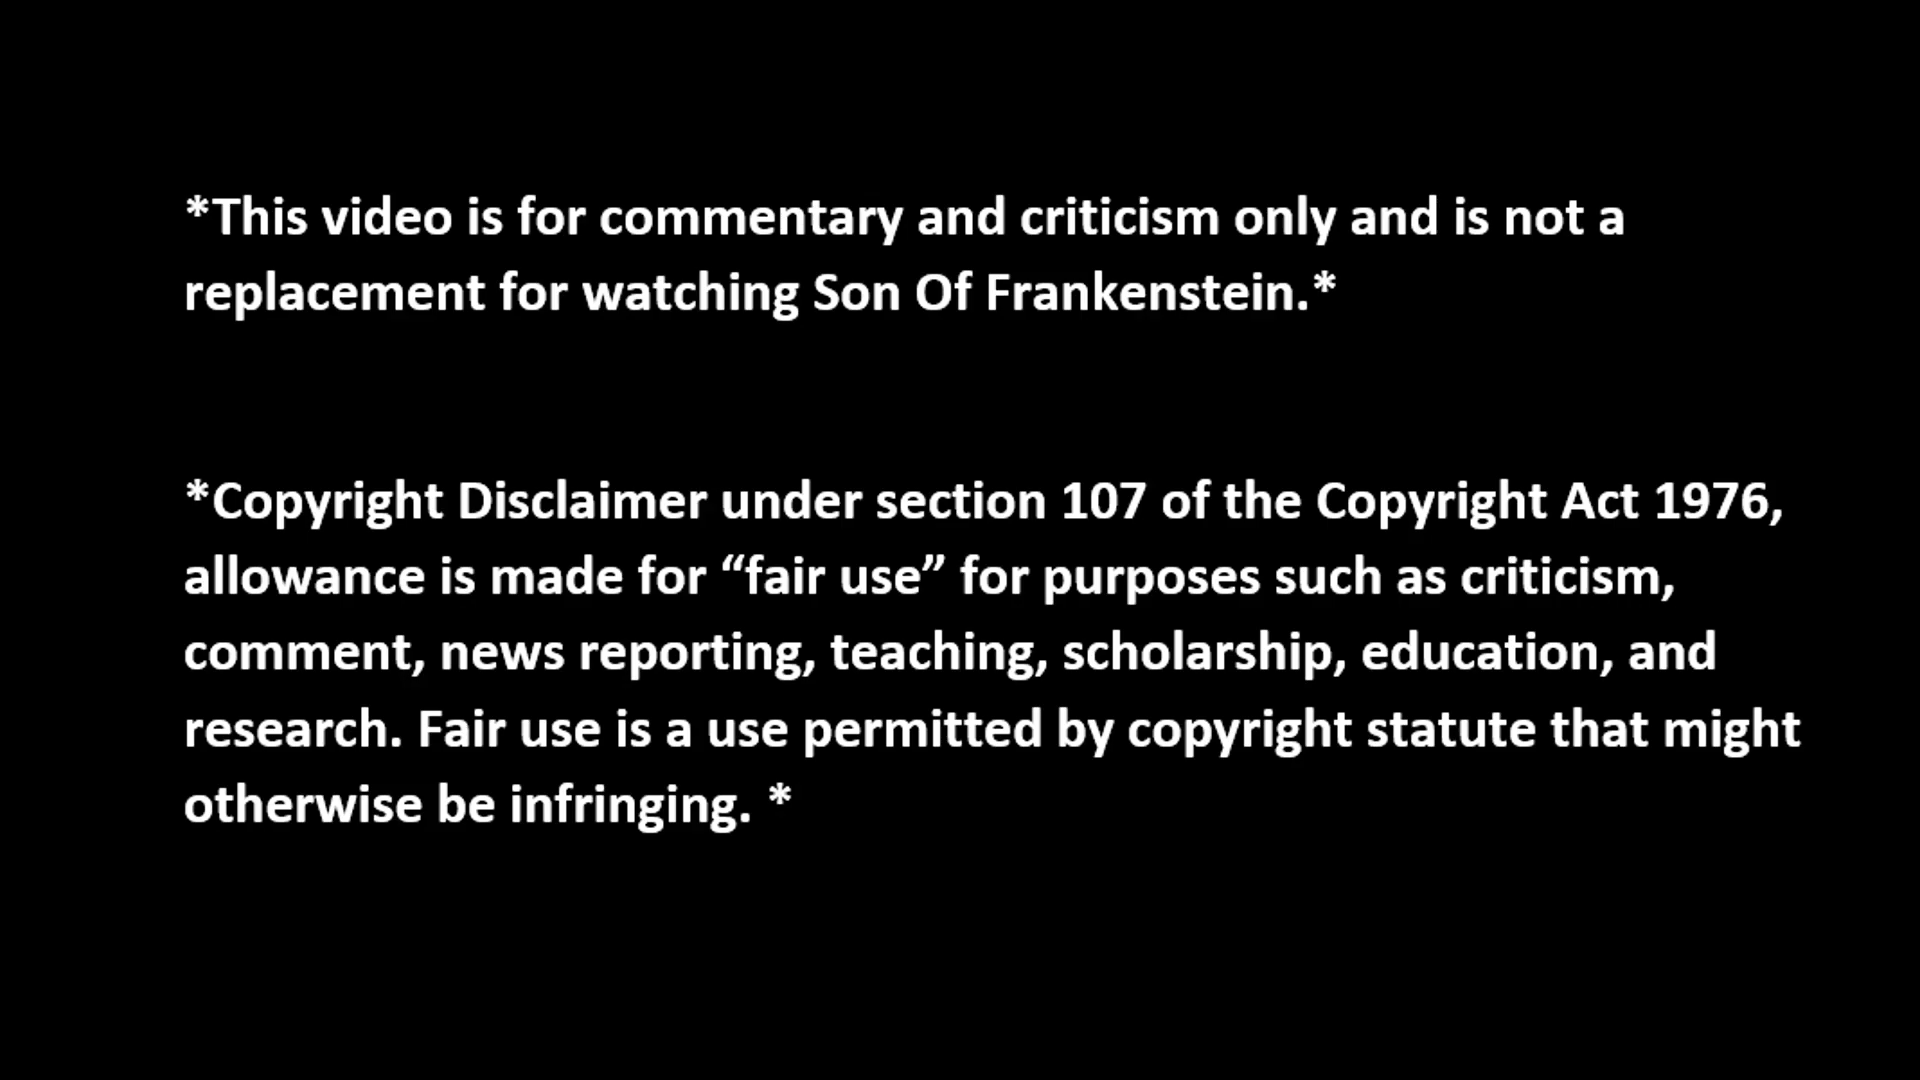 *This video is for commentary and criticism only and is not a
replacement for watching Son Of Frankenstein.*
*Copyright Disclaimer under section 107 of the Copyright Act 1976,
allowance is made for “fair use” for purposes such as criticism,
comment, news reporting, teaching, scholarship, education, and
research. Fair use is a use permitted by copyright statute that might
otherwise be infringing. *